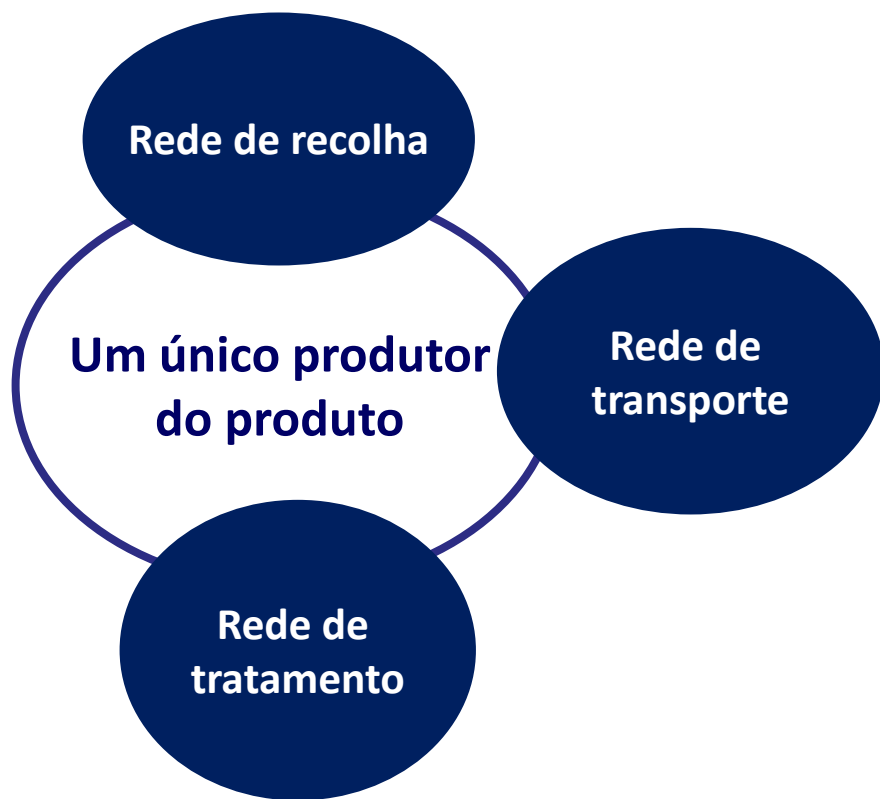 Rede de recolha
Um único produtor
do produto
Rede de
transporte
Rede de
tratamento